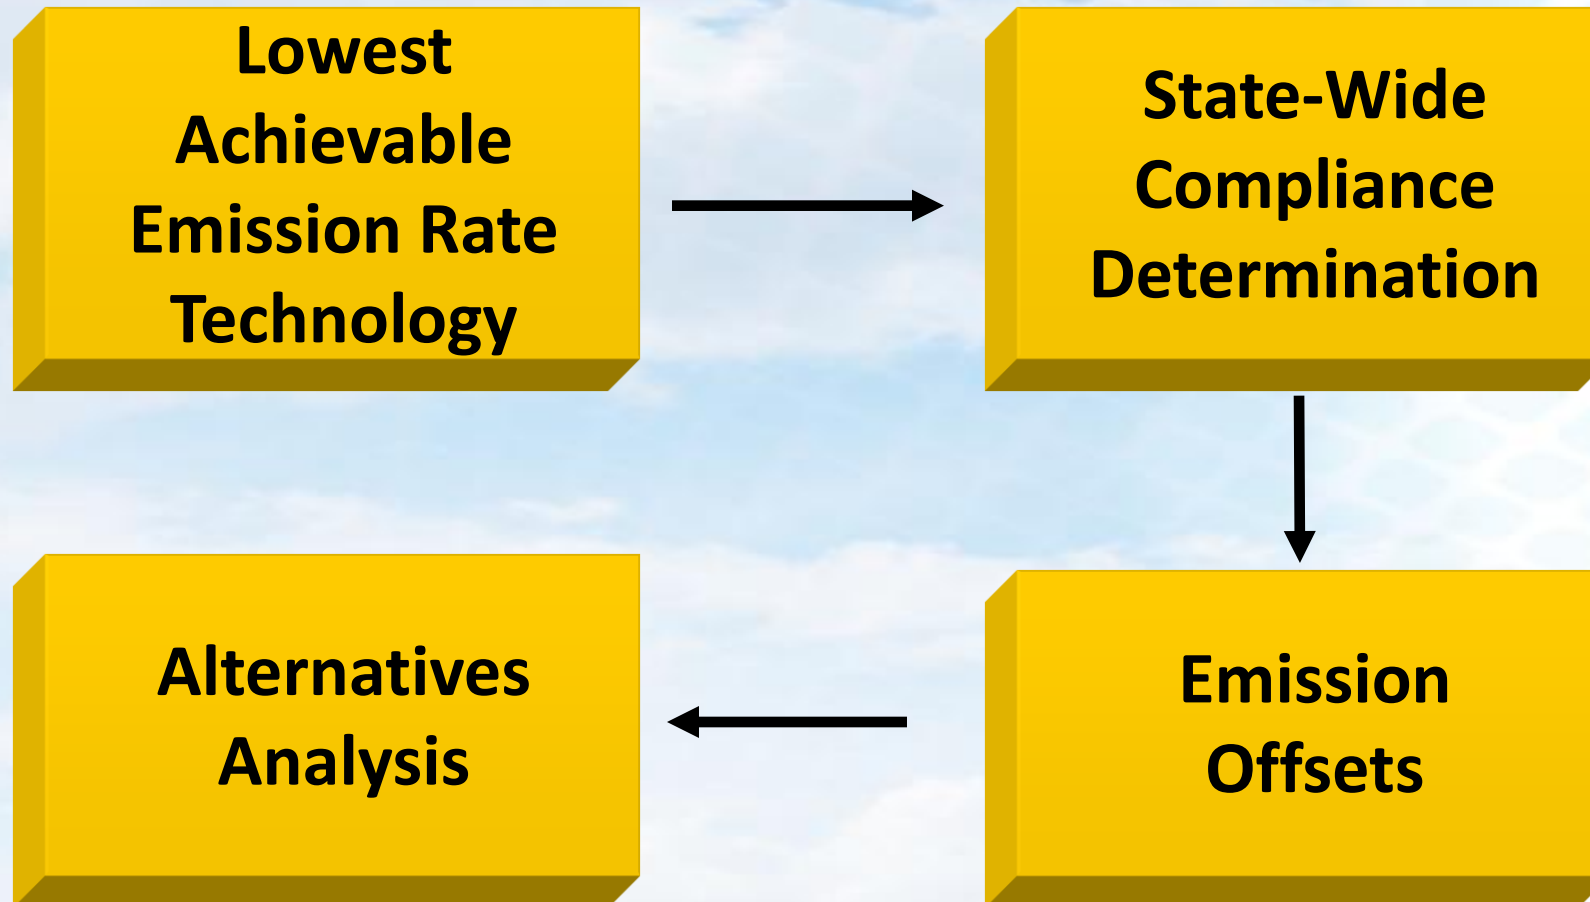 Lowest
Achievable
Emission Rate
Technology
State-Wide
Compliance
Determination
Alternatives
Analysis
Emission
Offsets